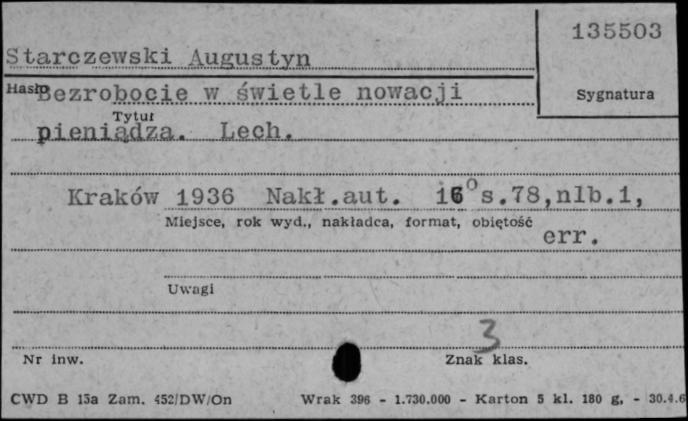 135503
Starczewski Augustyn
Hasło
Bezrobocie w świetle nowacji
Sygnatura
Tytuł
pieniądza. Lech.
Kraków 1936 Nakł.aut. 16° s.78,nlb.1,
Miejsce, rok wyd., nakładca, format, objętość
err.
Uwagi
3
Nr inw.
Znak klas.
CWD B 15a Zam. 452/DW/On Wrak 396 - 1.730.000 - Karton 5 kl. 180 g. - 30.4.6